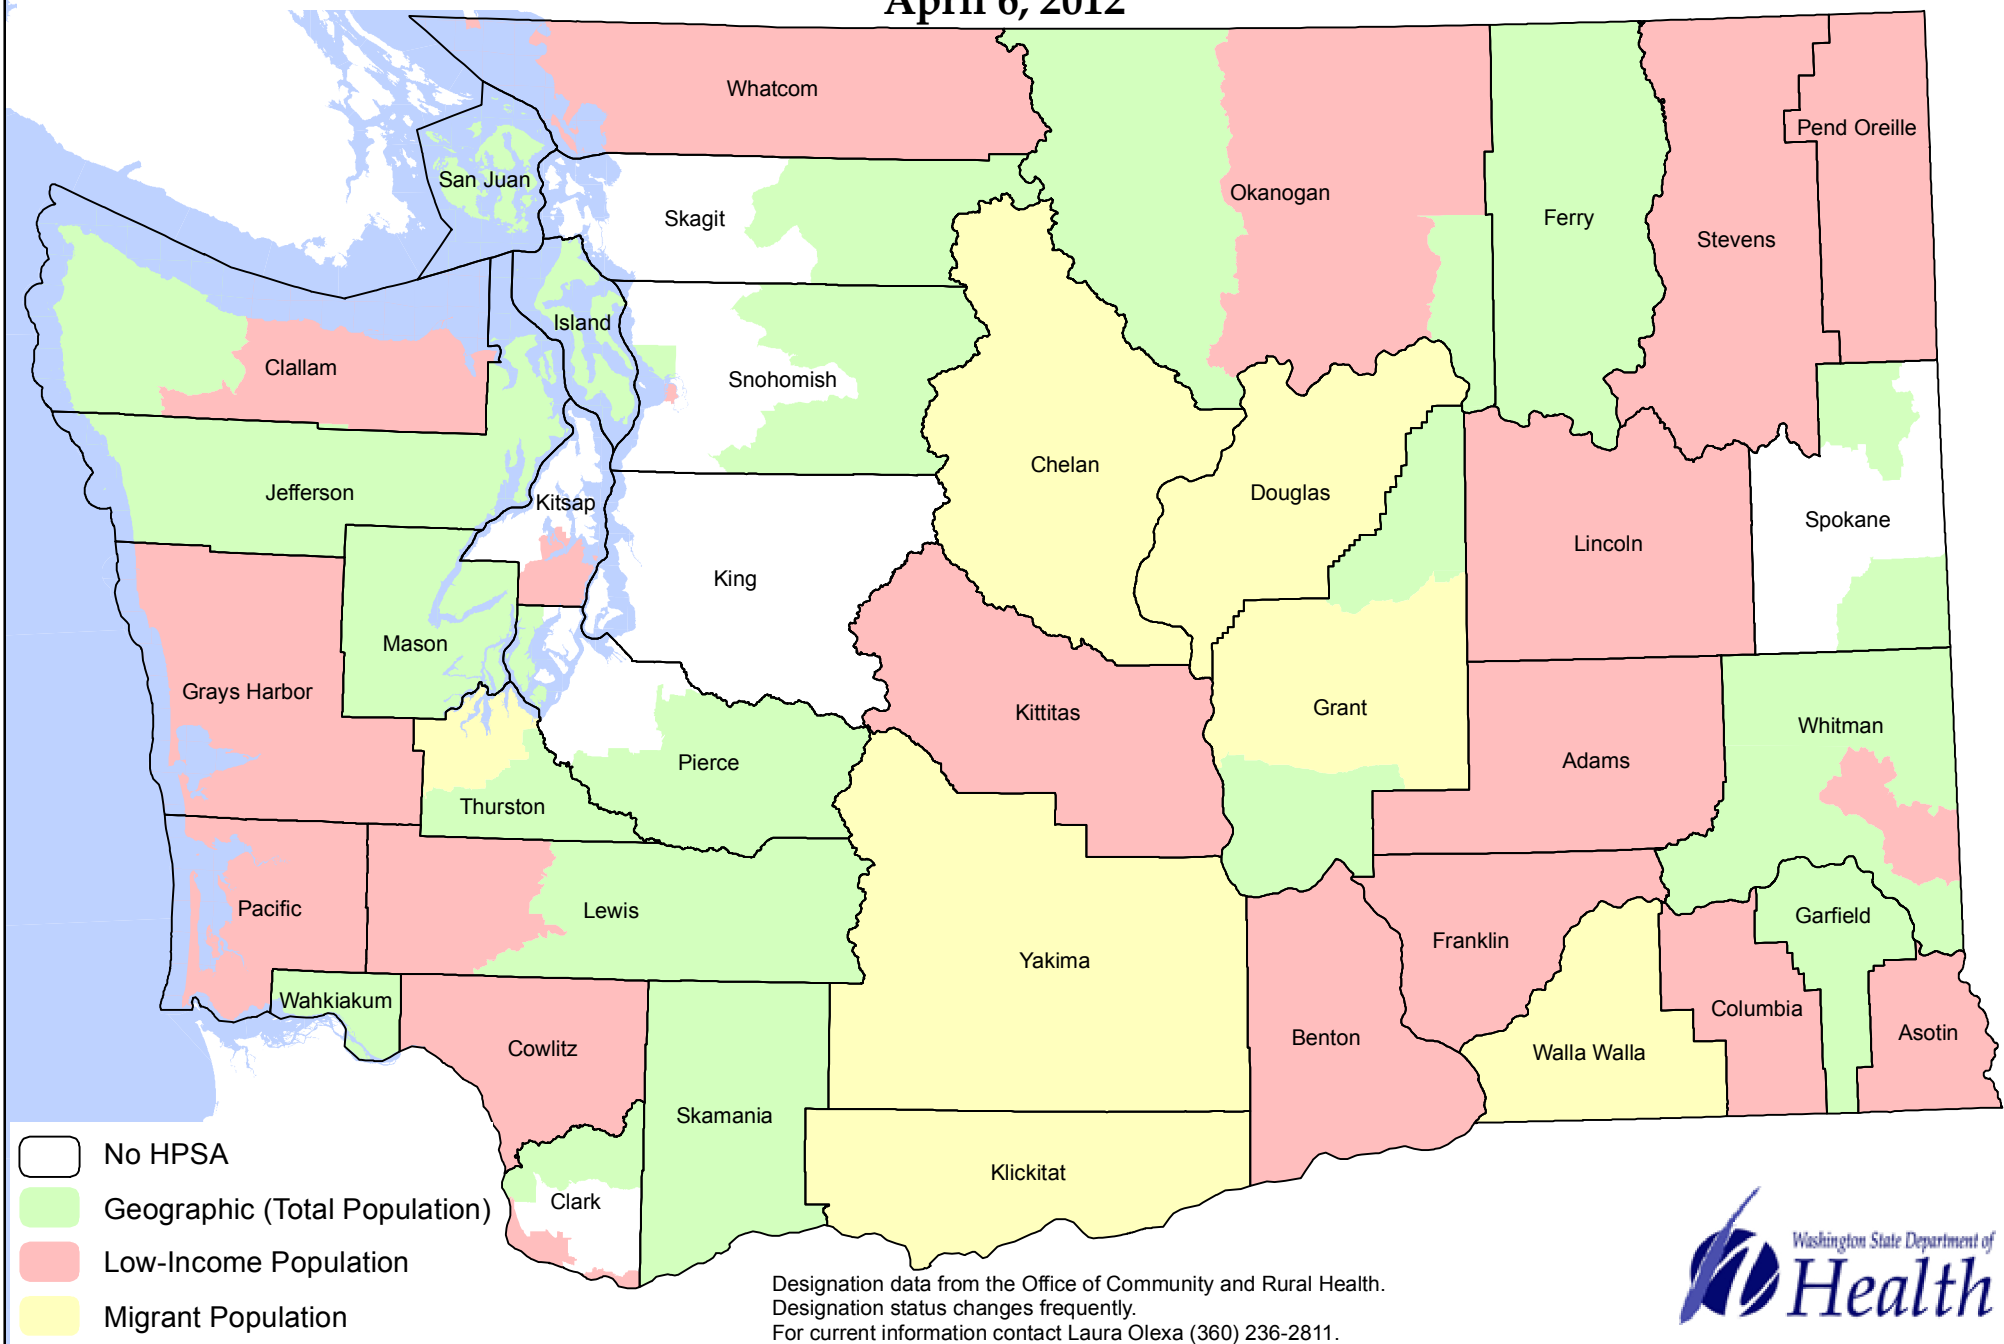 April 6, 2012
Whatcom
Pend Oreille
San Juan
Okanogan
Skagit
Ferry
Stevens
Island
Clallam
Snohomish
Chelan
Douglas
Jefferson
Kitsap
Spokane
Lincoln
King
Mason
Grays Harbor
Kittitas
Grant
Whitman
Pierce
Adams
Thurston
Pacific
Lewis
Garfield
Franklin
Yakima
Wahkiakum
Columbia
Asotin
Benton
Cowlitz
Walla Walla
Skamania
Klickitat
Clark
No HPSA
Geographic (Total Population)
Low-Income Population
Migrant Population
Designation data from the Office of Community and Rural Health.
Designation status changes frequently.
For current information contact Laura Olexa (360) 236-2811.
Washington State Department of
Health